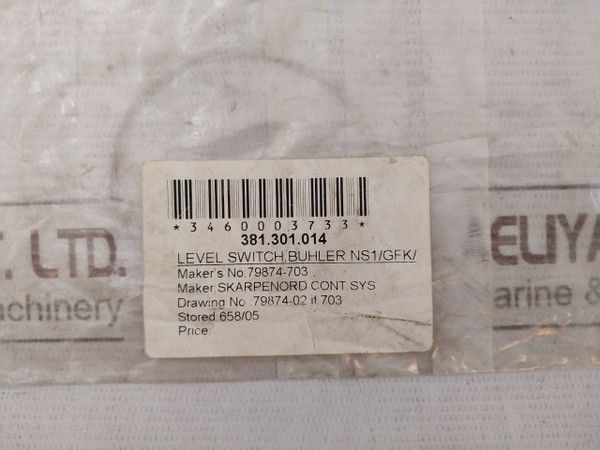 *3460003733*
381.301.014
LEVEL SWITCH,BUHLER NS1/GFK/
Maker's No.79874-703
Maker SKARPENORD CONT SYS
Drawing No. 79874-02 it 703
Stored 658/05
Price
T. LTD.
achinery
ELIYA
arine &